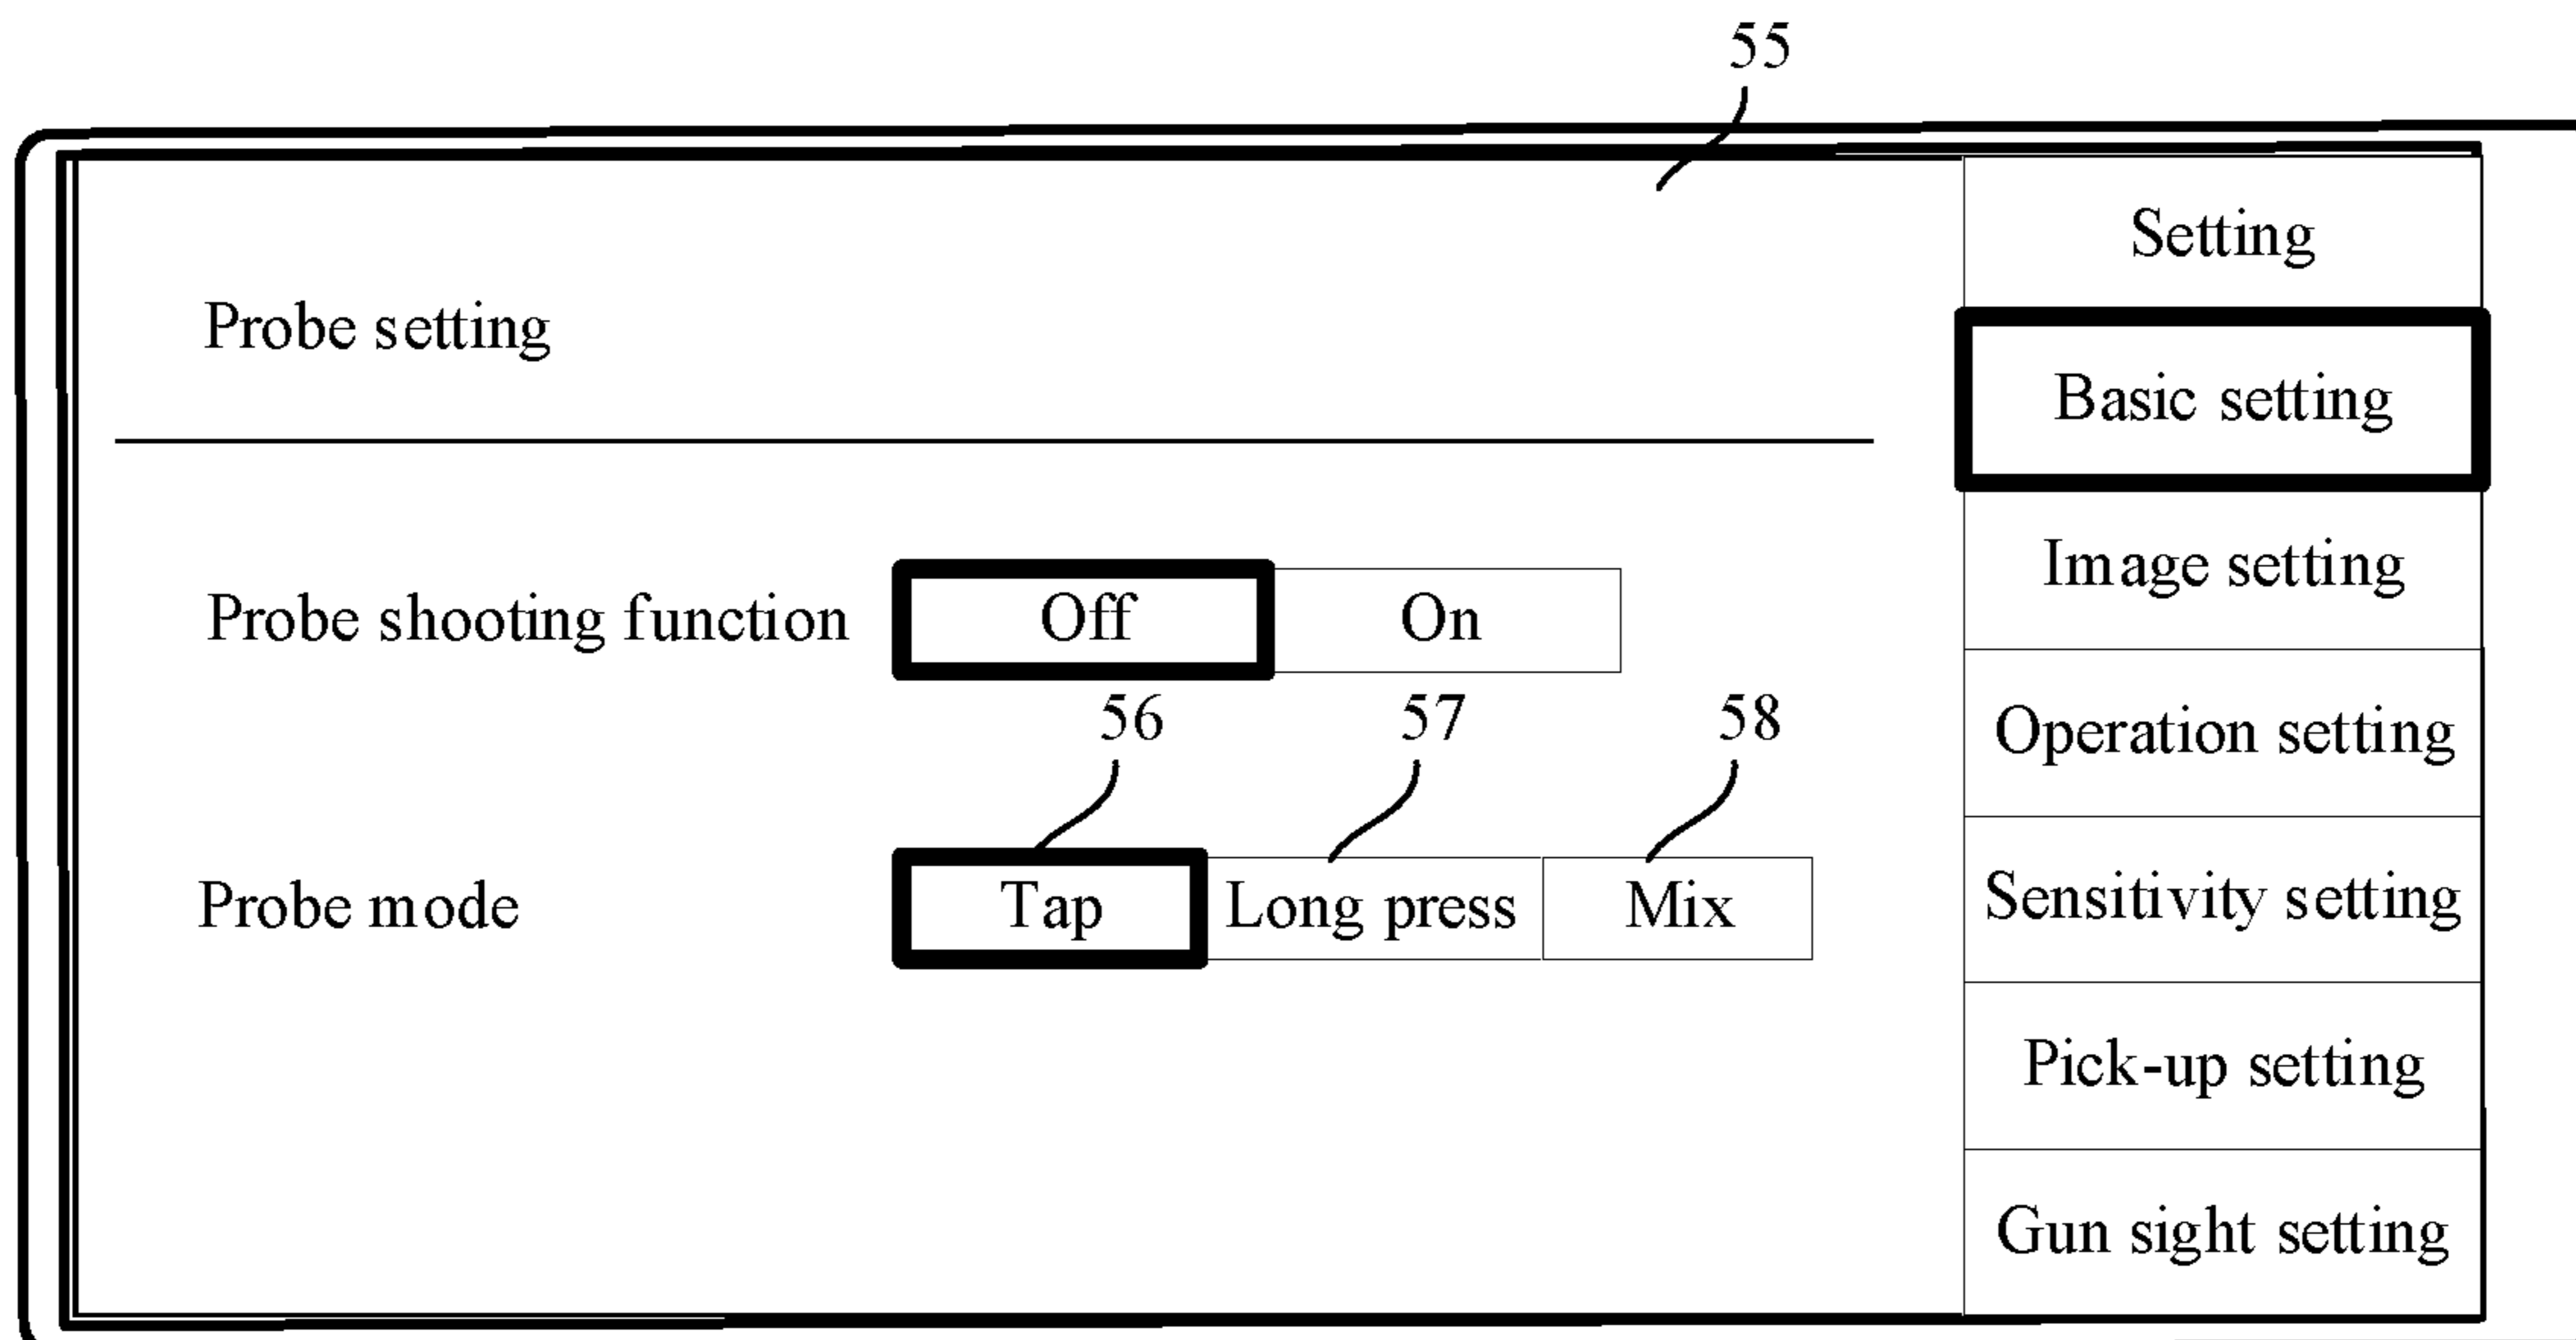 55
Probe setting
Probe shooting function Off On
56 57 58
Probe mode Tap Long press Mix
Setting
Basic setting
Image setting
Operation setting
Sensitivity setting
Pick-up setting
Gun sight setting